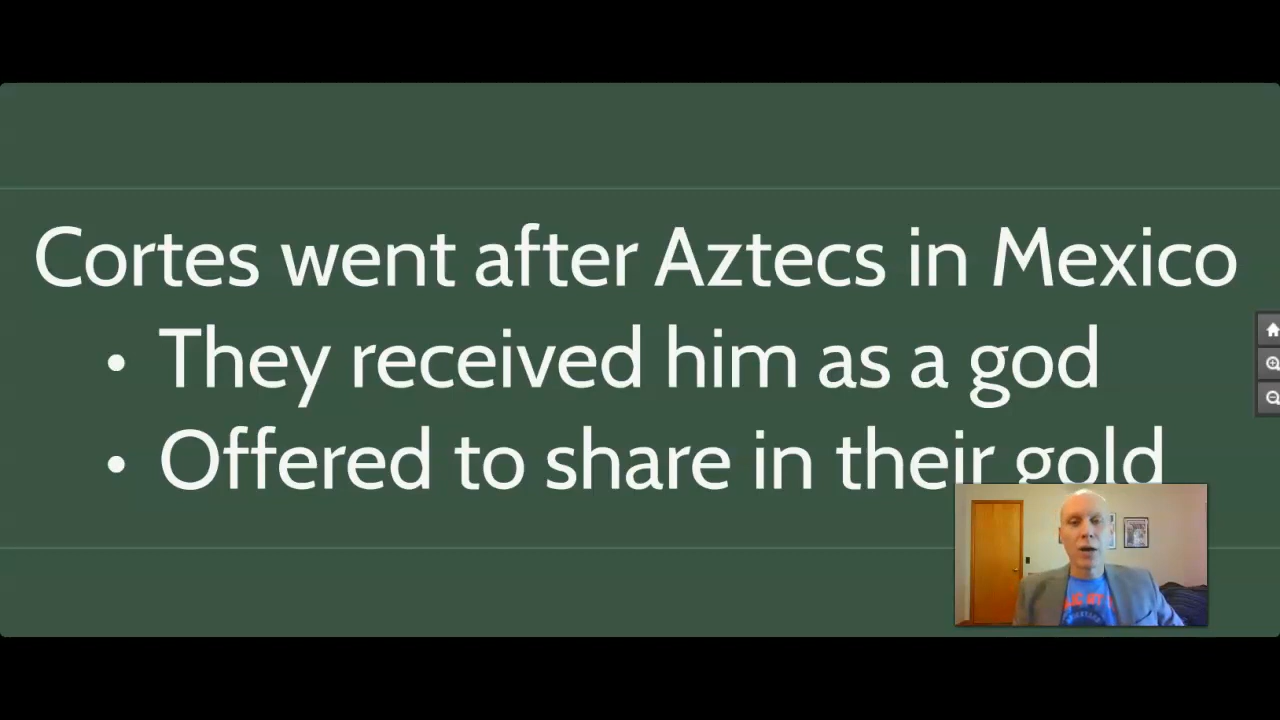 Cortes went after Aztecs in Mexico
• They received him as a god
• Offered to share in their gold